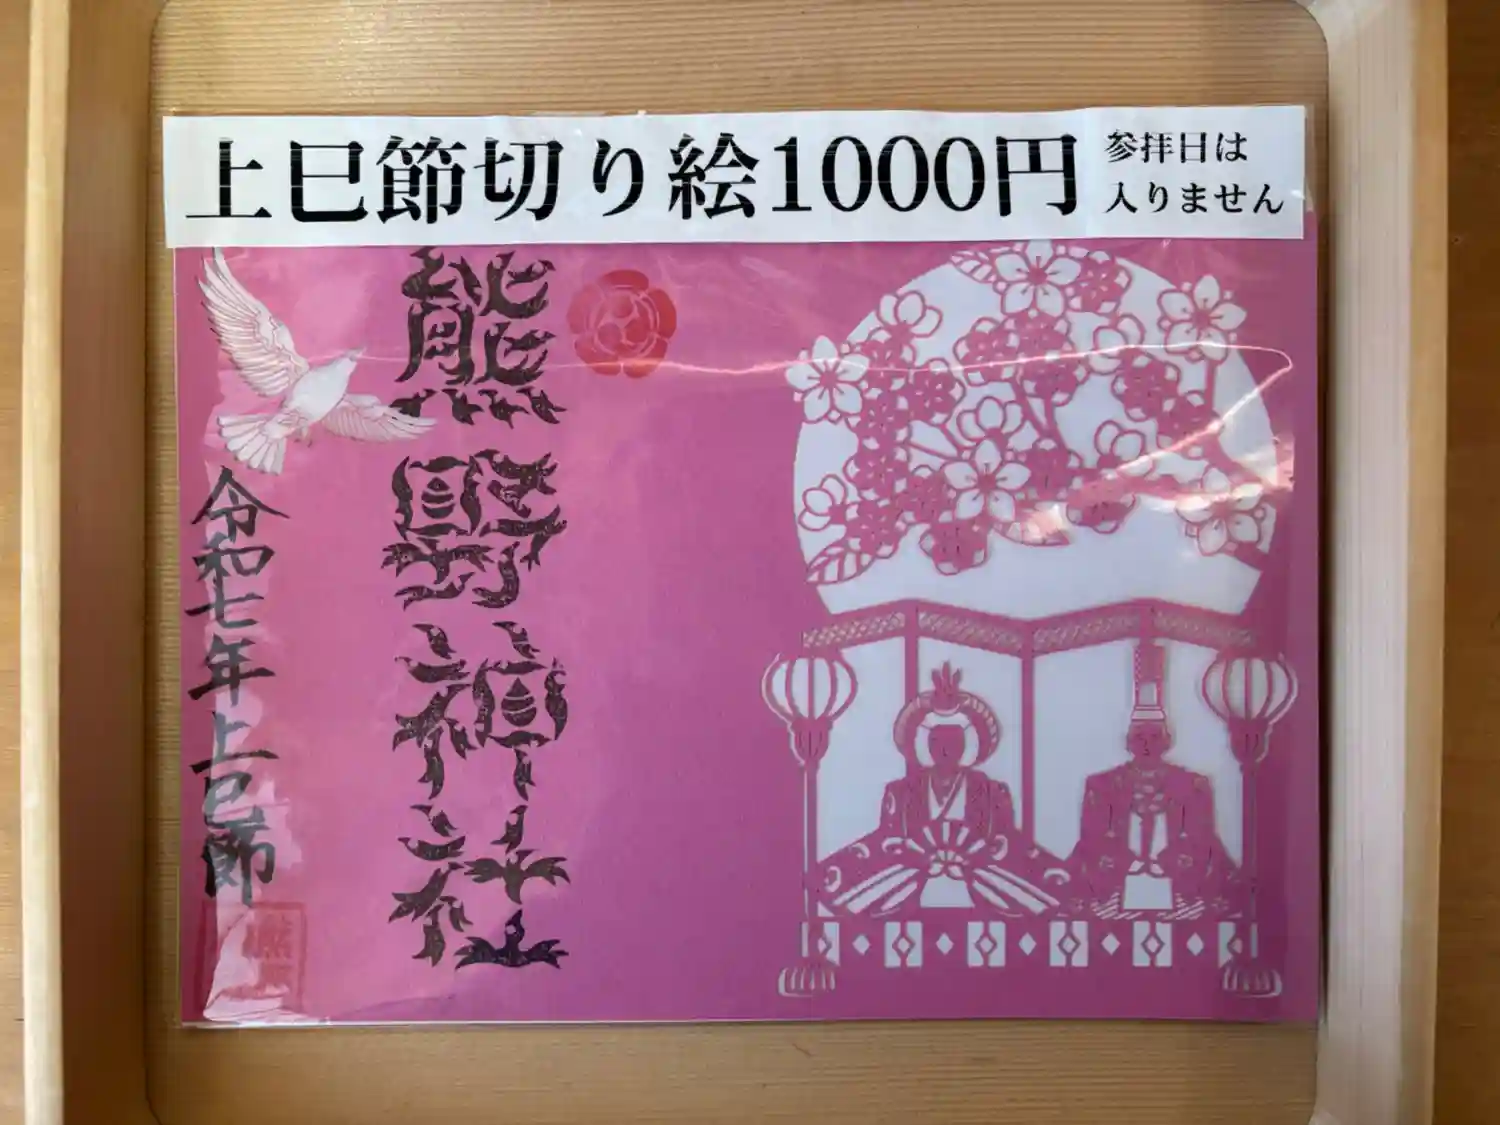 上巳節切り絵1000円
参拝日は
入りません
熊野神社
令和七年上巳節